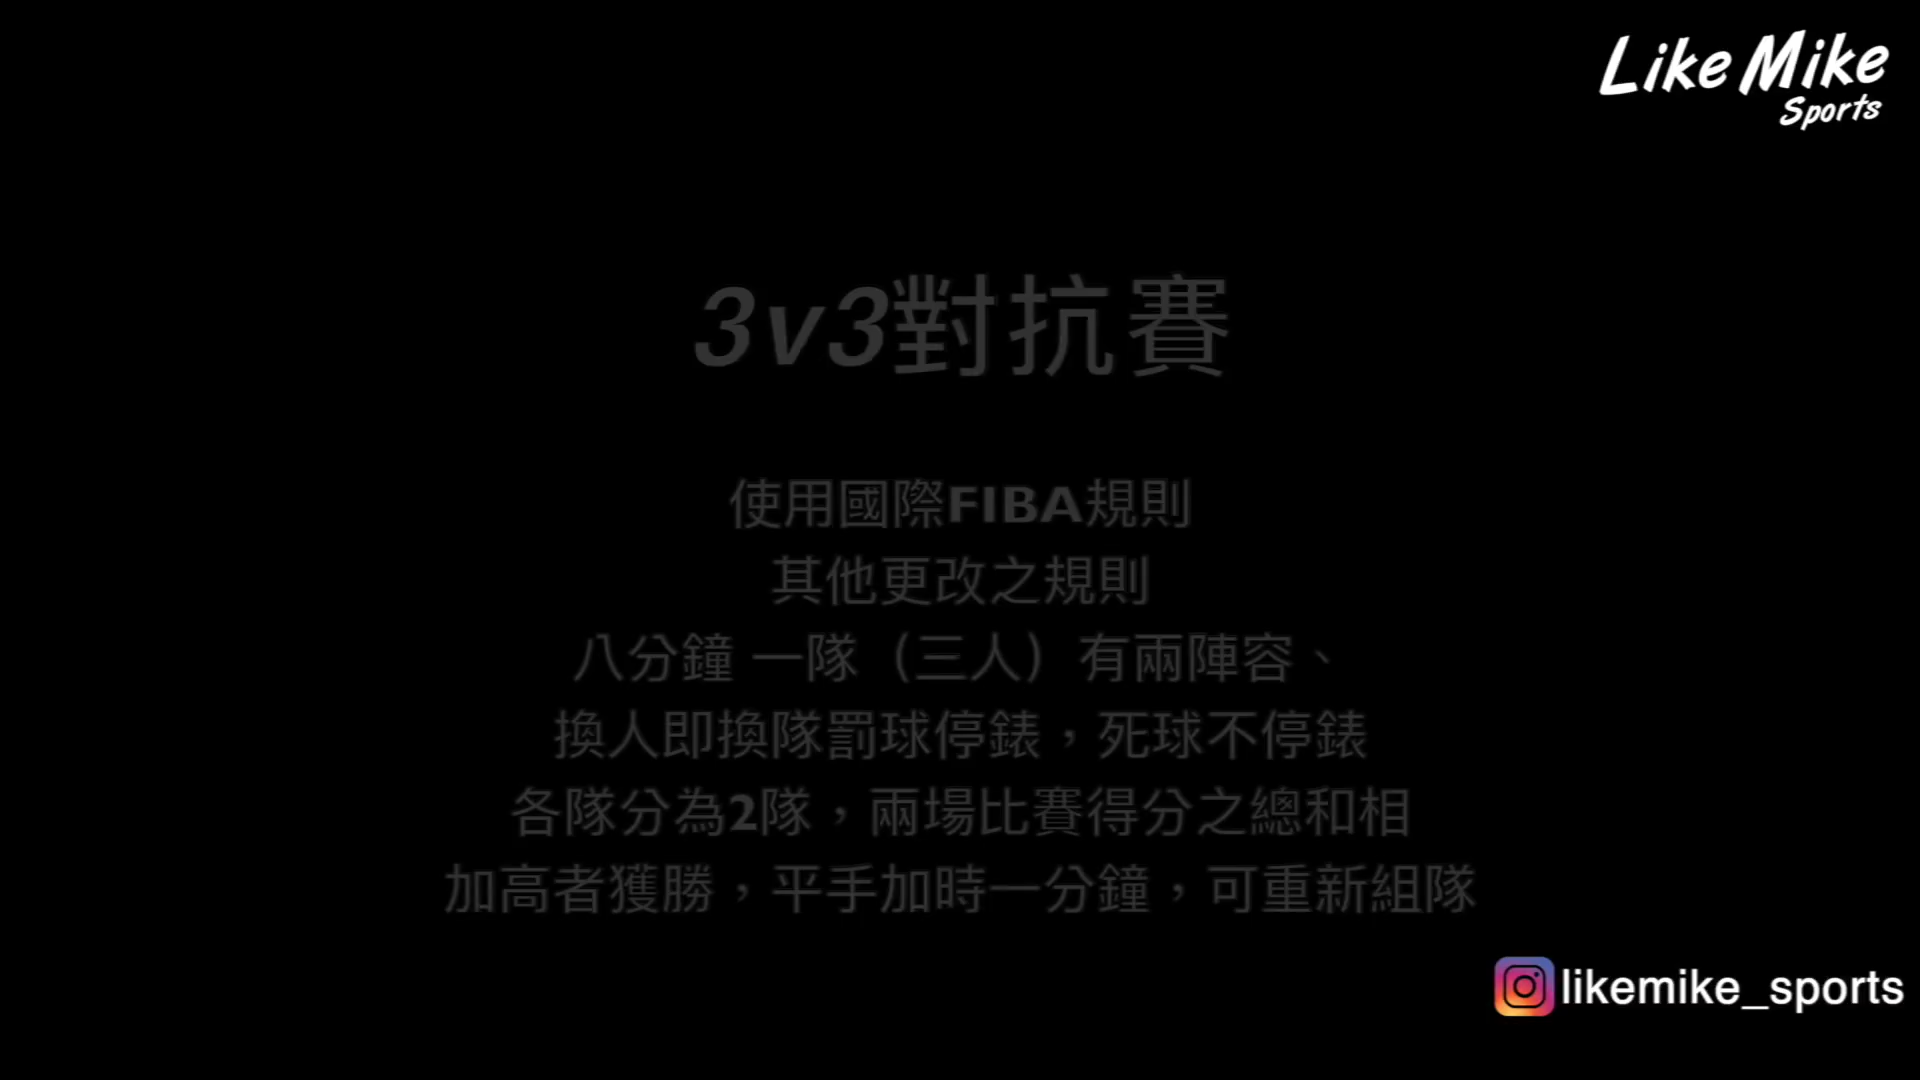 Like Mike
Sports
3v3對抗賽
使用國際FIBA規則
其他更改之規則
八分鐘 一隊（三人）有兩陣容、
換人即換隊罰球停錶，死球不停錶
各隊分為2隊，兩場比賽得分之總和相
加高者獲勝，平手加時一分鐘，可重新組隊
likemike_sports